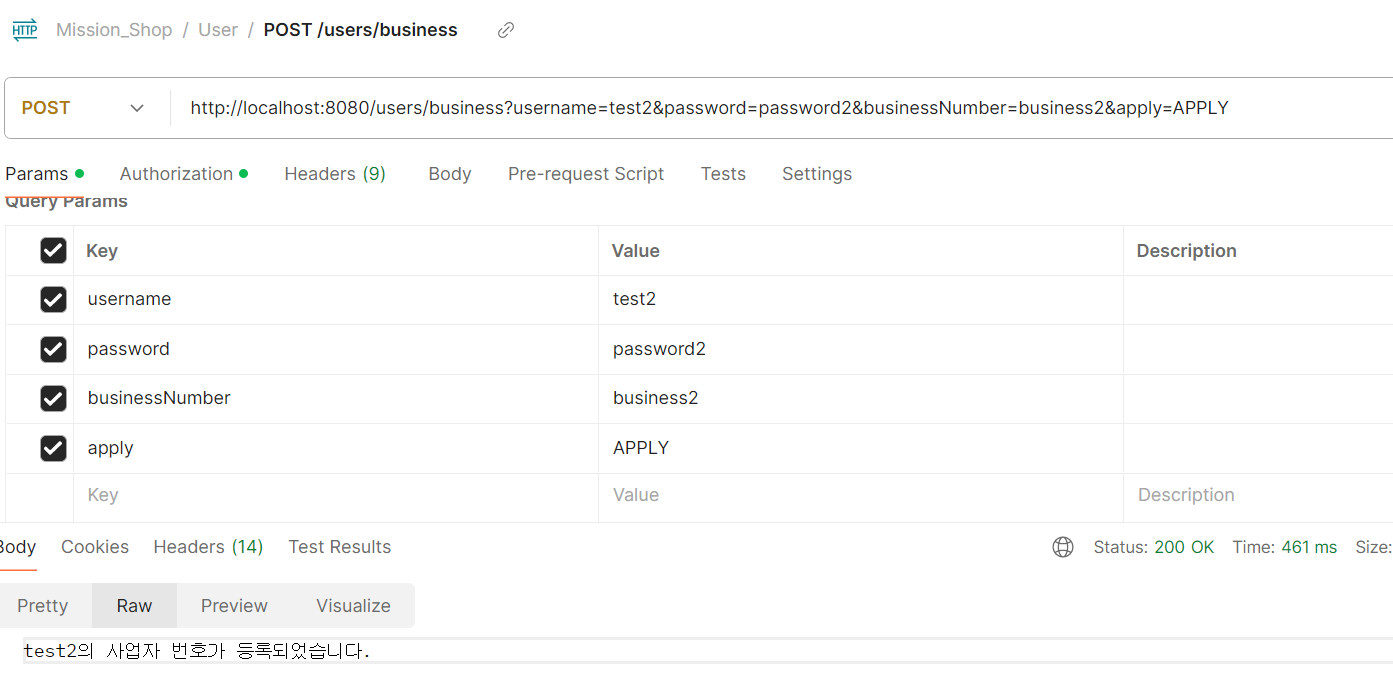 HTTP Mission_Shop / User / POST /users/business
POST http://localhost:8080/users/business?username=test2&password=password2&businessNumber=business2&apply=APPLY
Params Authorization Headers (9) Body Pre-request Script Tests Settings
Query Params
Key Value Description
username test2
password password2
businessNumber business2
apply APPLY
Key Value Description
Body Cookies Headers (14) Test Results Status: 200 OK Time: 461 ms Size:
Pretty Raw Preview Visualize
test2의 사업자 번호가 등록되었습니다.